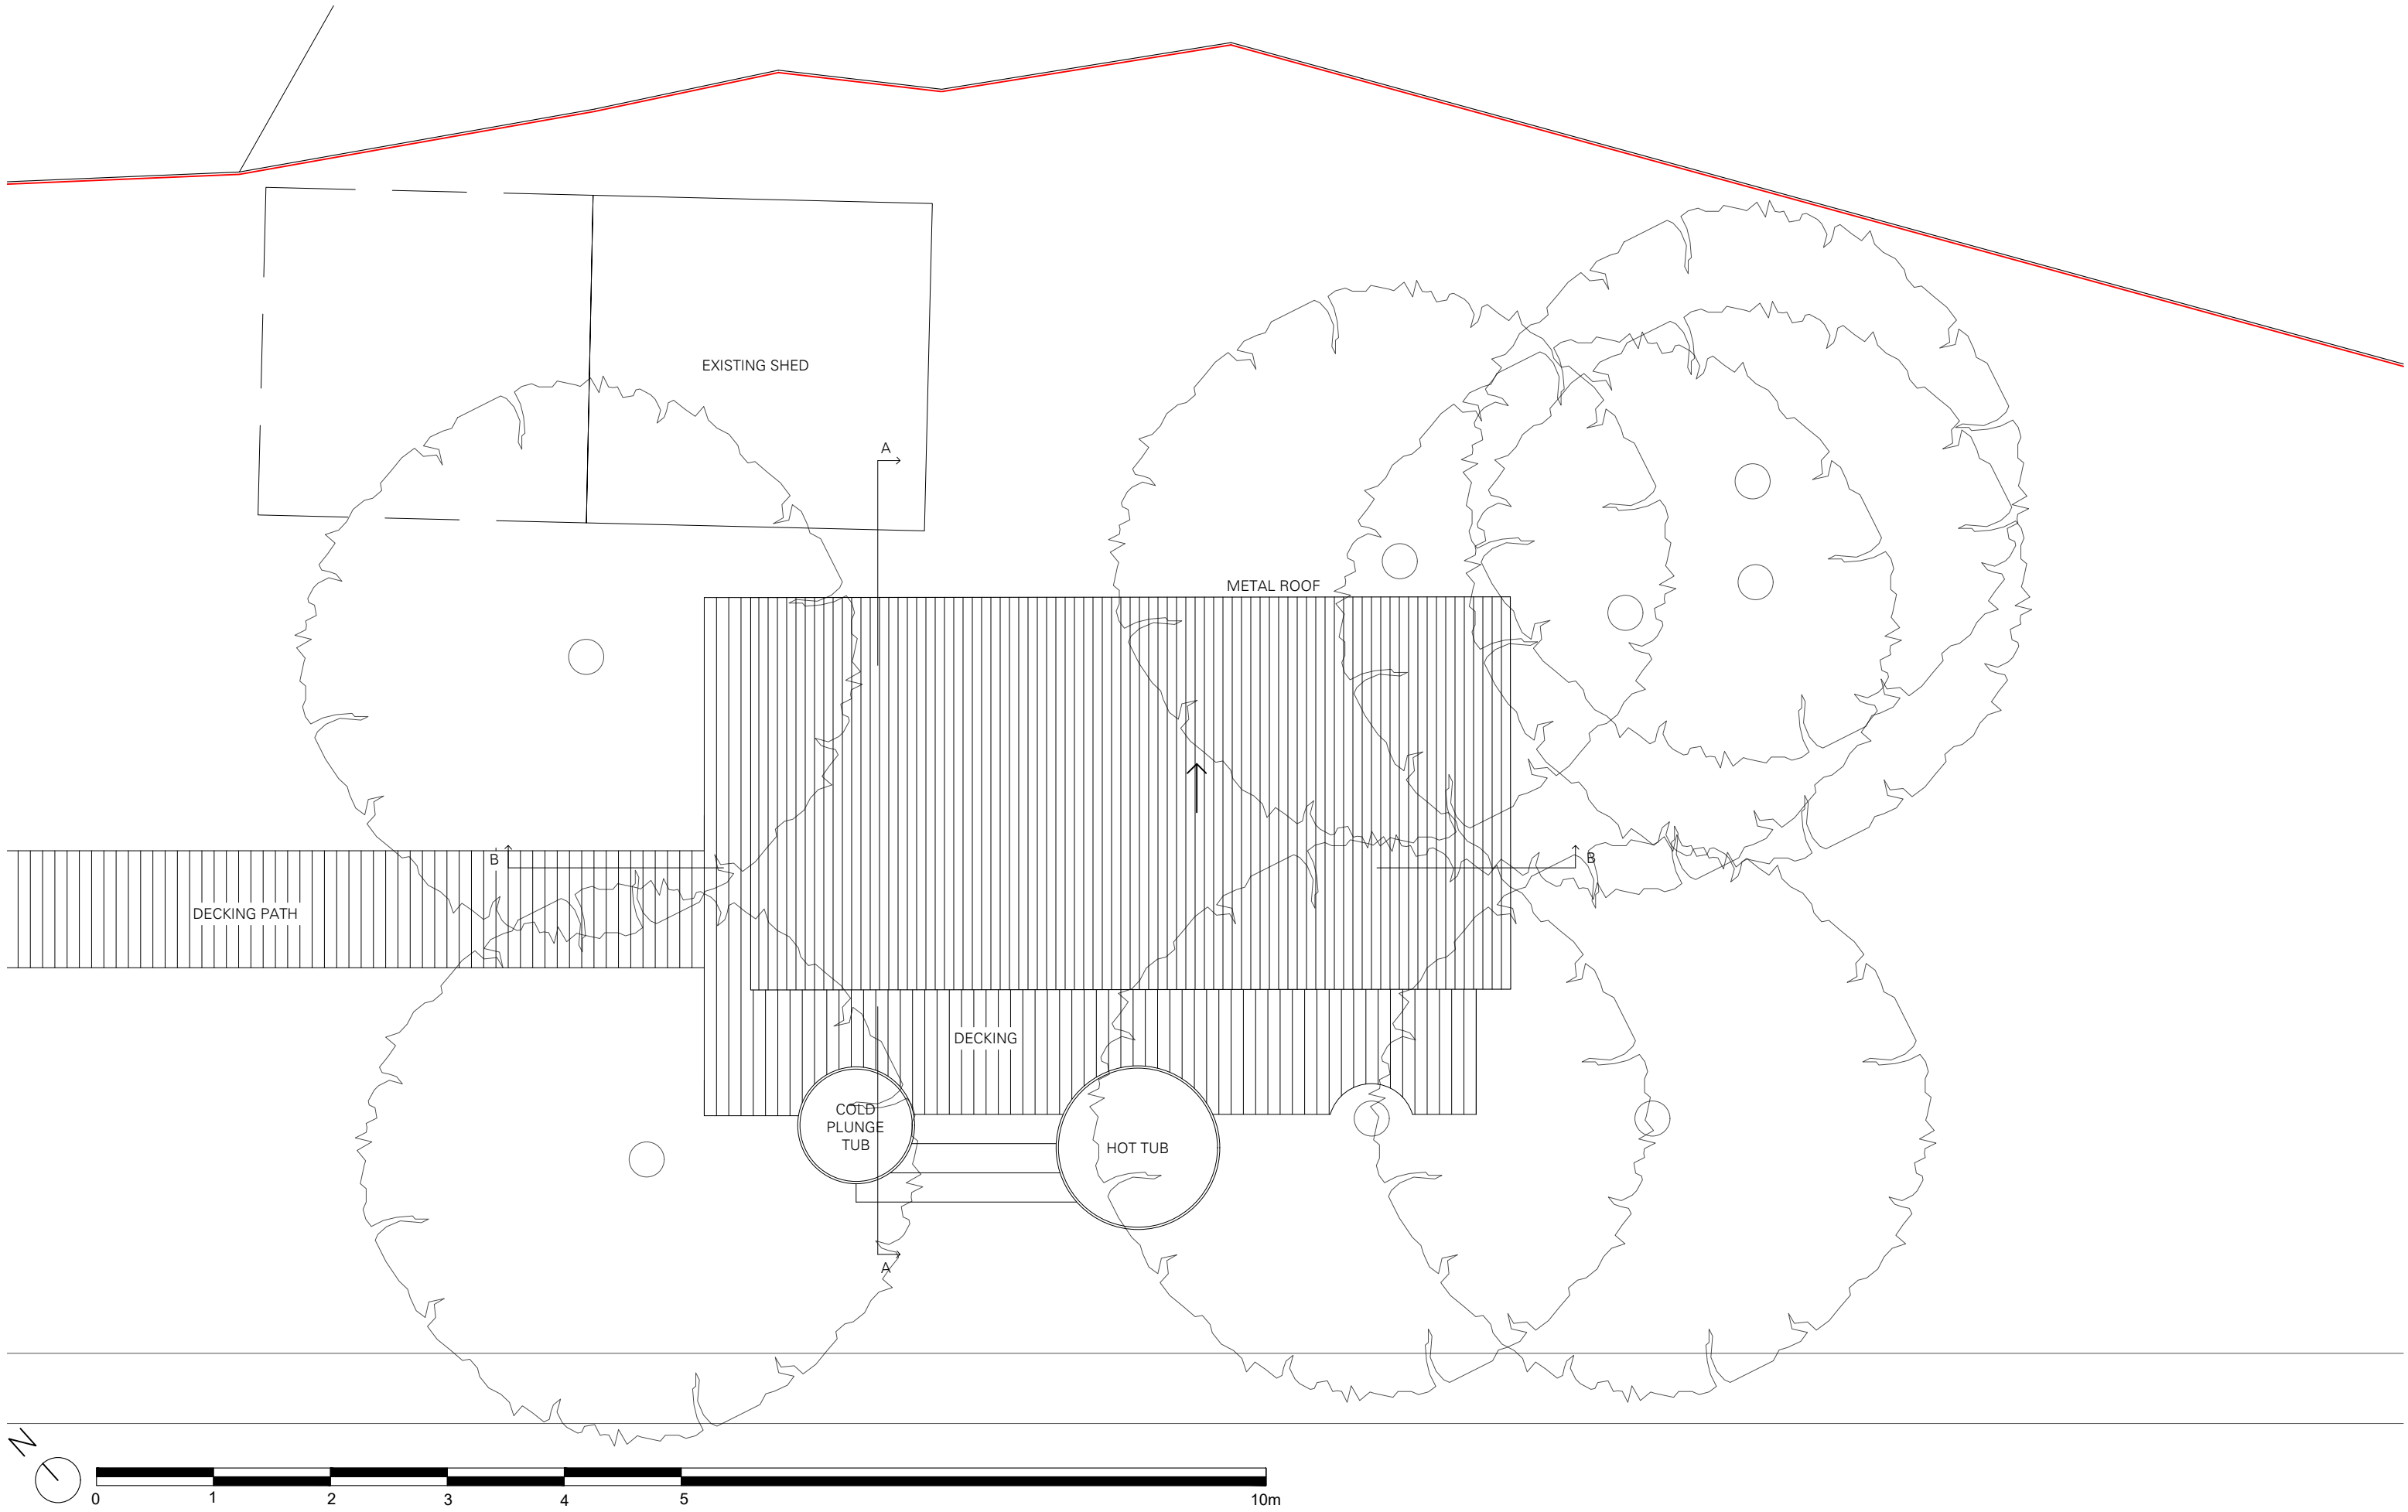 EXISTING SHED
A
METAL ROOF
B
B
DECKING PATH
DECKING
COLD
PLUNGE
TUB
HOT TUB
A
N
0 1 2 3 4 5 10m